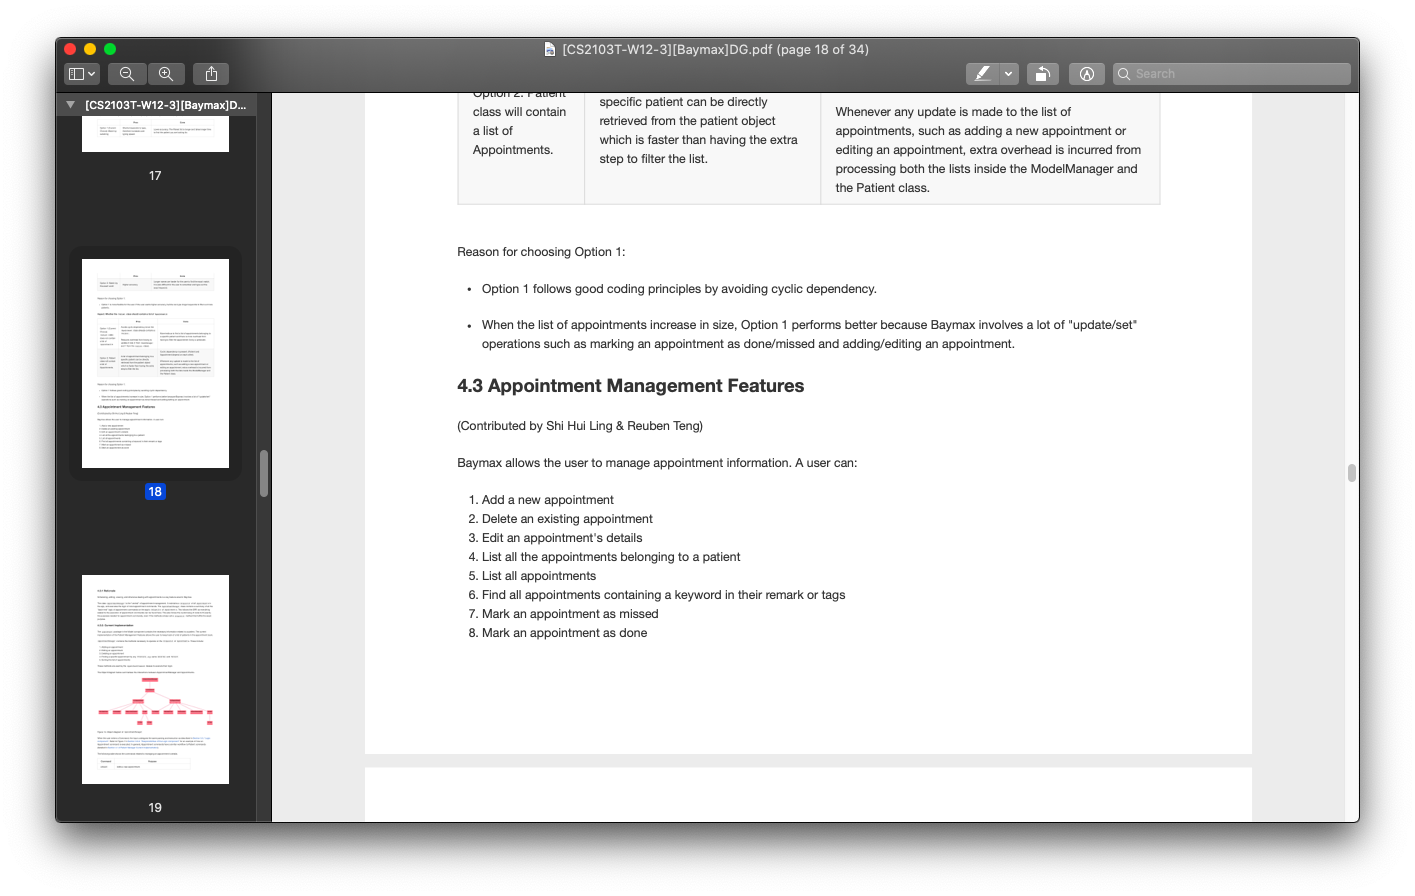 [CS2103T-W12-3][Baymax]DG.pdf (page 18 of 34)
Search
[CS2103T-W12-3][Baymax]D...
17
18
19
Option 2: Patient
class will contain
a list of
Appointments.
specific patient can be directly
retrieved from the patient object
which is faster than having the extra
step to filter the list.
Whenever any update is made to the list of
appointments, such as adding a new appointment or
editing an appointment, extra overhead is incurred from
processing both the lists inside the ModelManager and
the Patient class.
Reason for choosing Option 1:
• Option 1 follows good coding principles by avoiding cyclic dependency.
• When the list of appointments increase in size, Option 1 performs better because Baymax involves a lot of "update/set"
operations such as marking an appointment as done/missed and adding/editing an appointment.
4.3 Appointment Management Features
(Contributed by Shi Hui Ling & Reuben Teng)
Baymax allows the user to manage appointment information. A user can:
1. Add a new appointment
2. Delete an existing appointment
3. Edit an appointment's details
4. List all the appointments belonging to a patient
5. List all appointments
6. Find all appointments containing a keyword in their remark or tags
7. Mark an appointment as missed
8. Mark an appointment as done